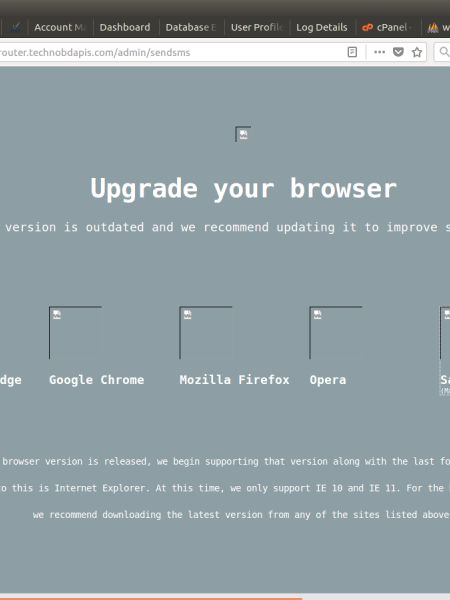 Account M
Dashboard
Database E
User Profil
Log Details
cPanel
w
router.technobdapis.com/admin/sendsms
Upgrade your browser
version is outdated and we recommend updating it to improve s
dge
Google Chrome
Mozilla Firefox
Opera
Sa
browser version is released, we begin supporting that version along with the last fo
to this is Internet Explorer. At this time, we only support IE 10 and IE 11. For the
we recommend downloading the latest version from any of the sites listed above